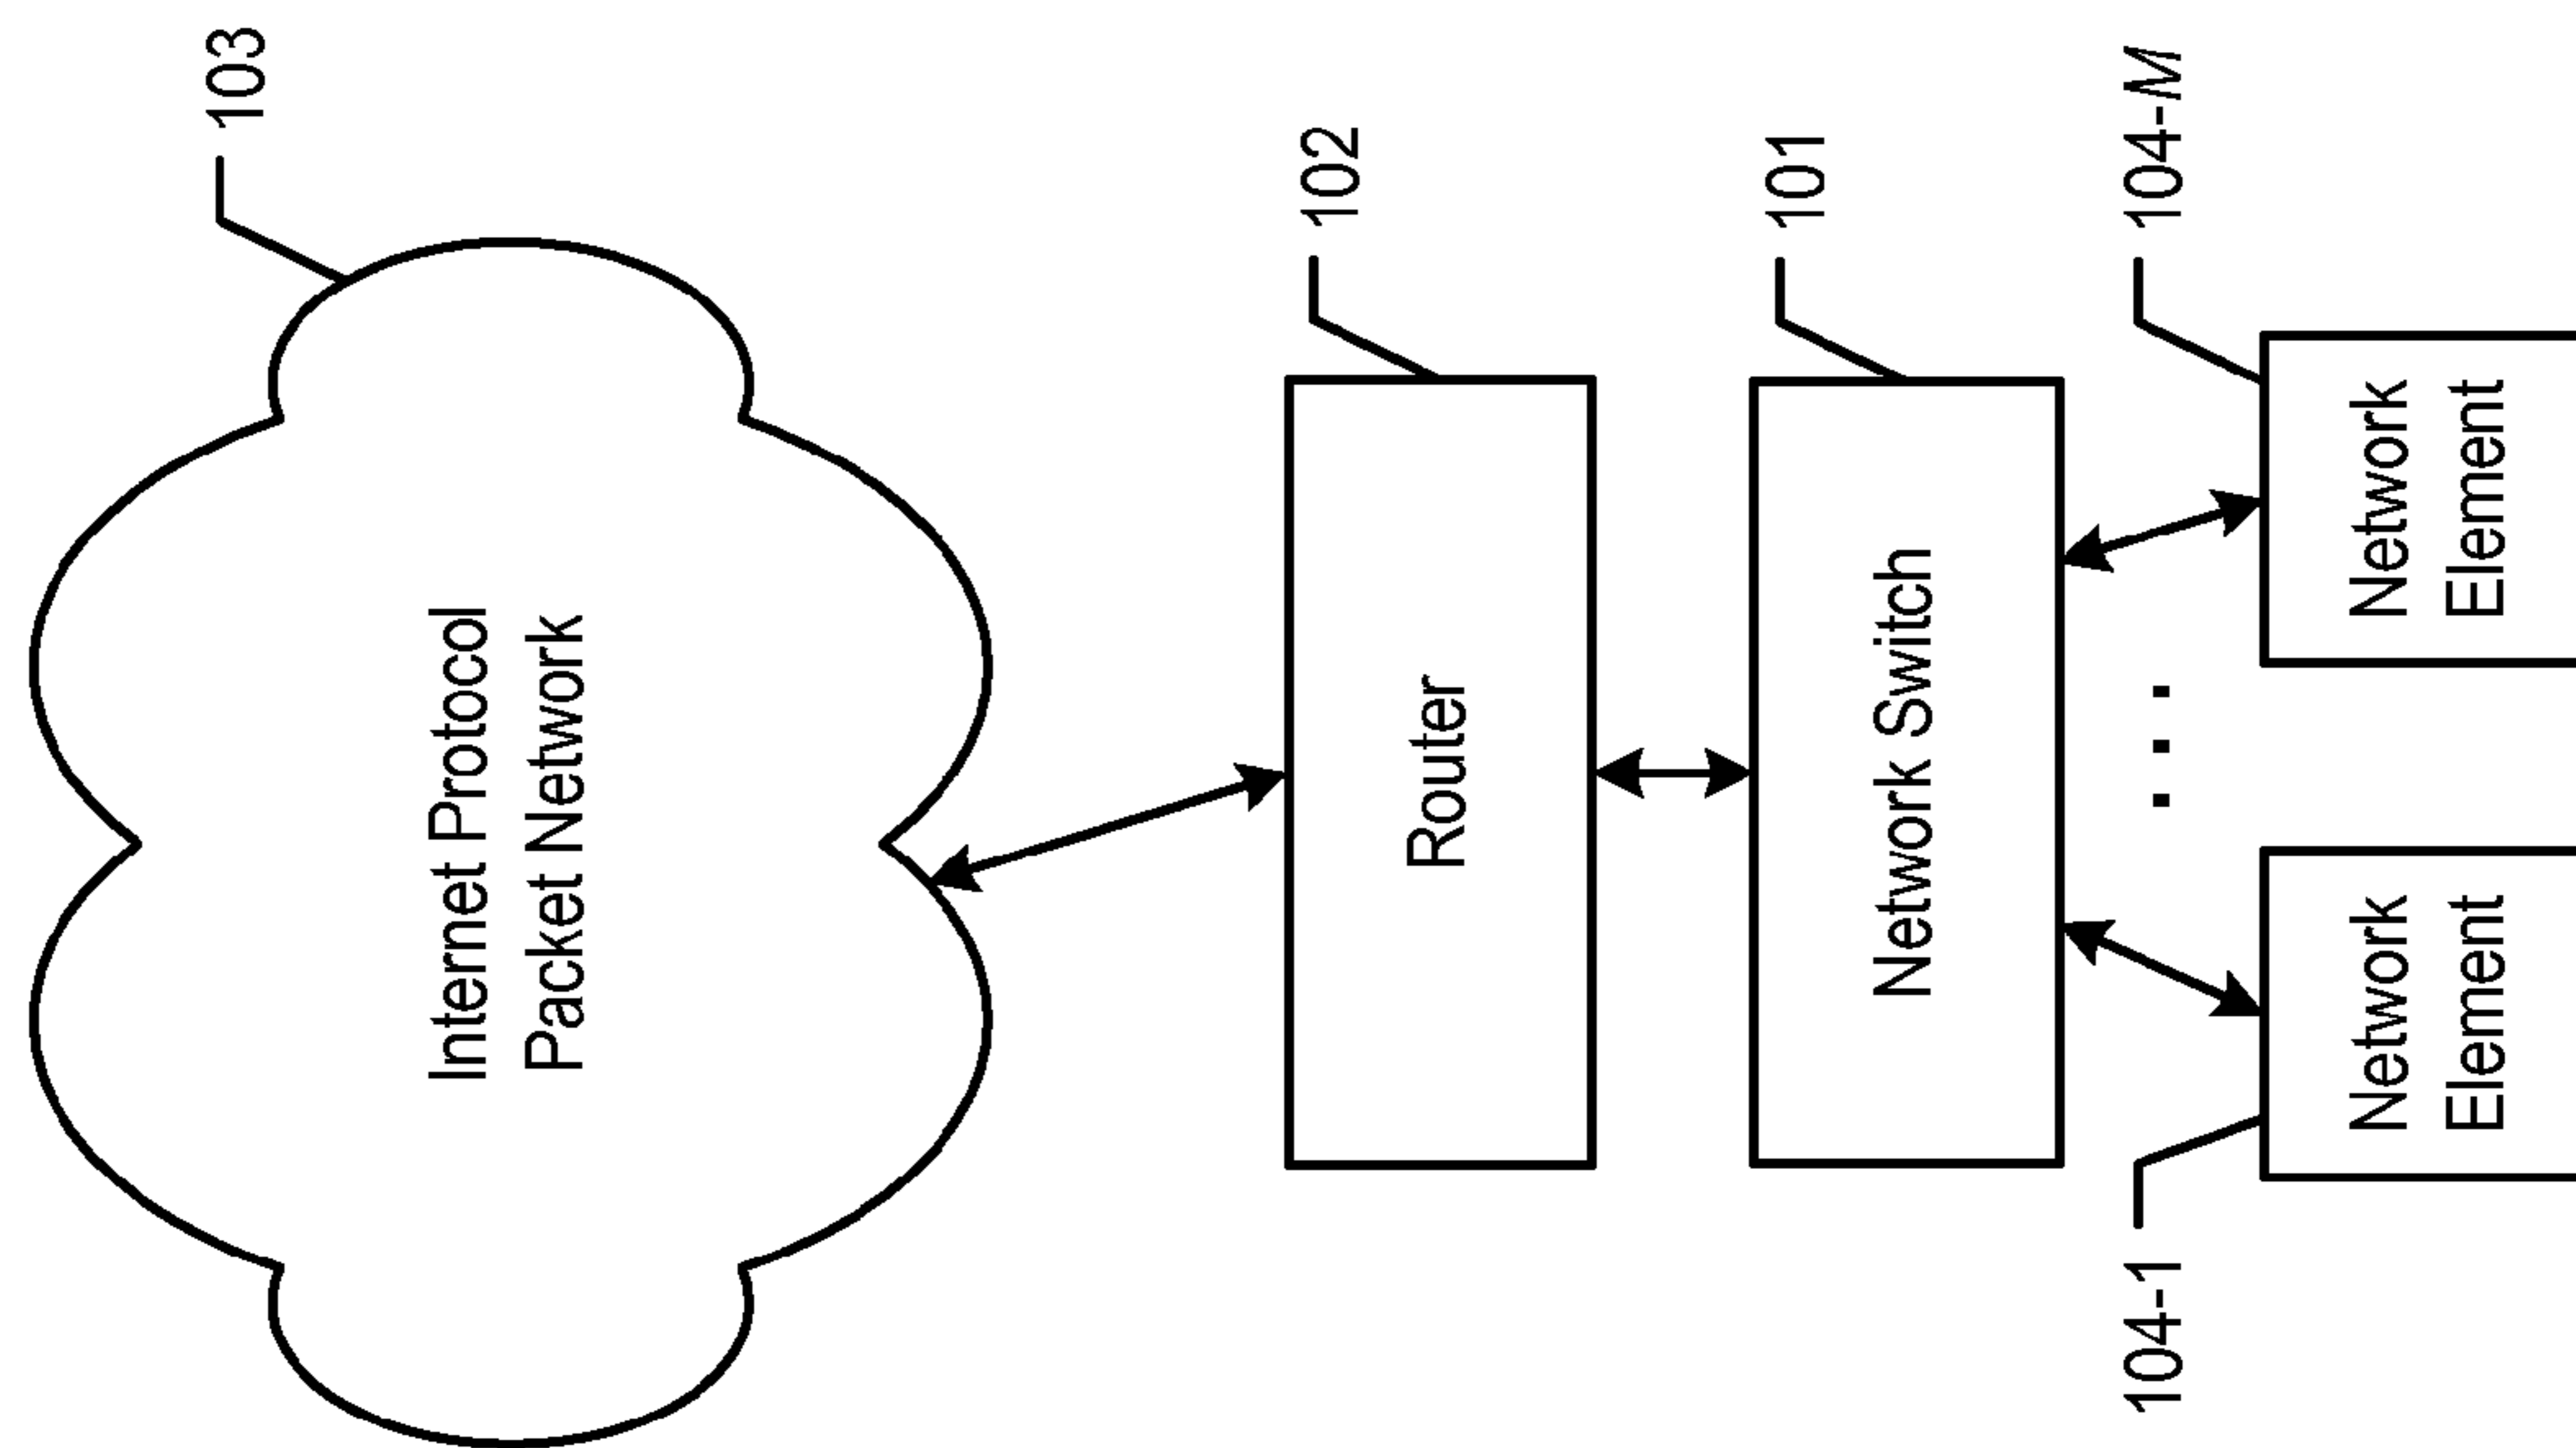 103
Internet Protocol
Packet Network
102
Router
101
Network Switch
104-1
104-M
Network
Element
. . .
Network
Element